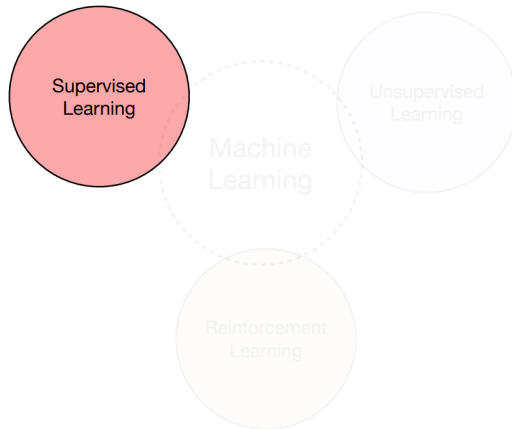 Supervised
Learning
Unsupervised
Learning
Machine
Learning
Reinforcement
Learning